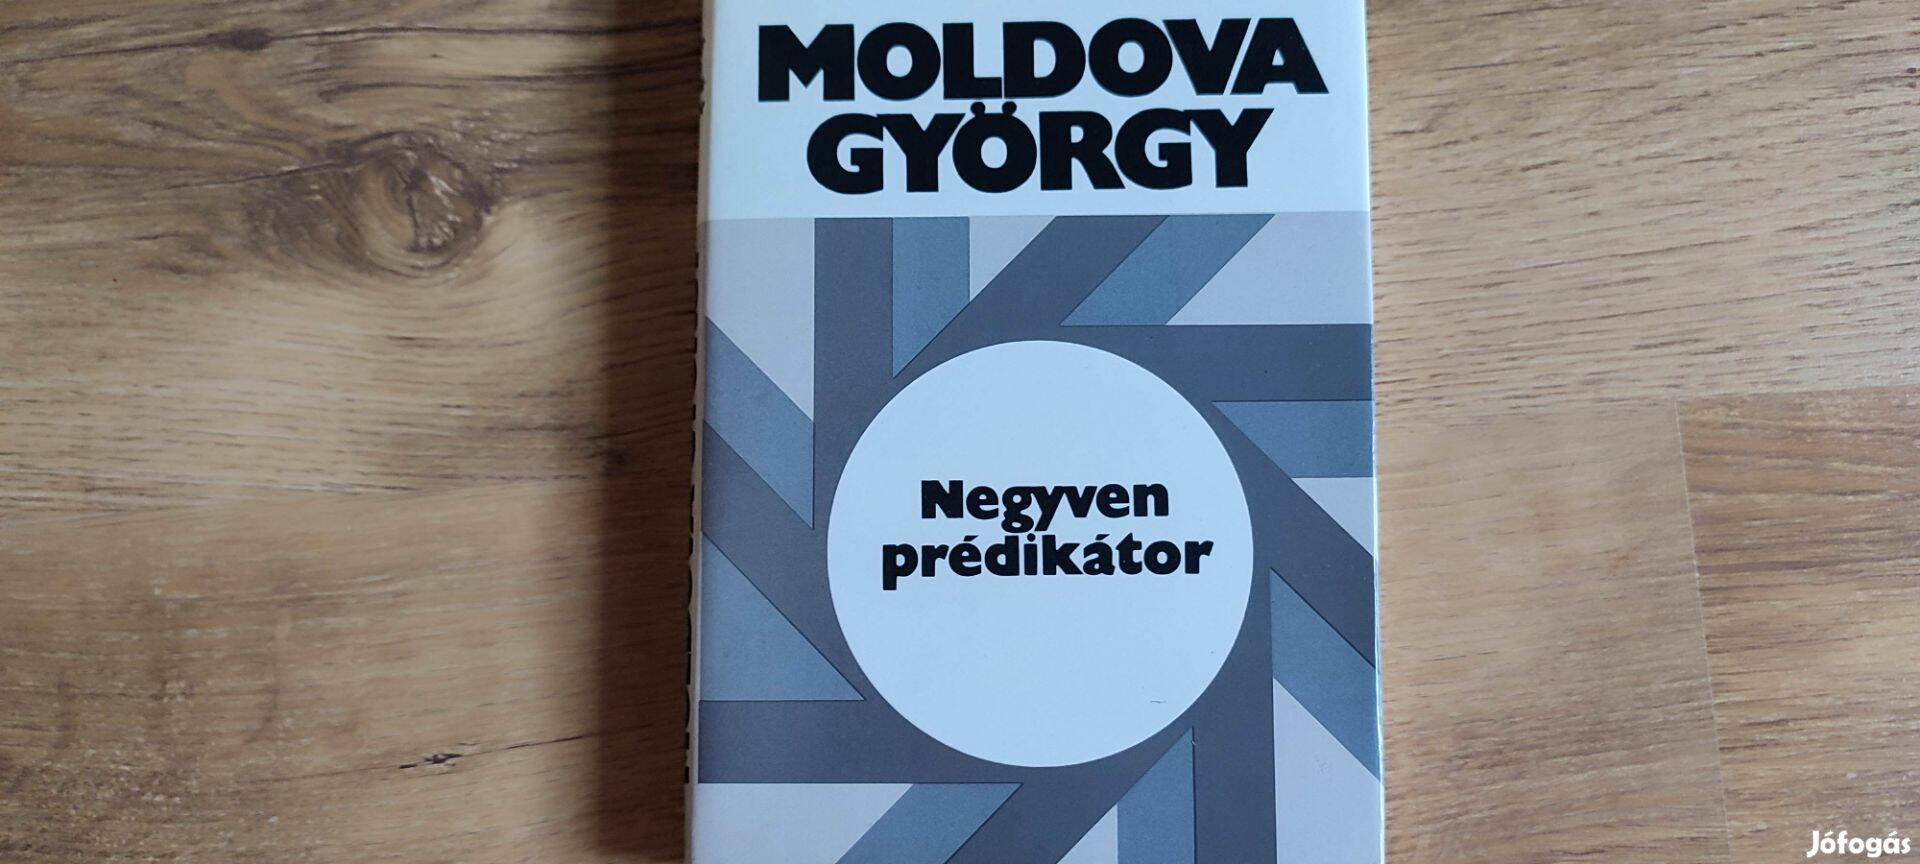 MOLDOVA
GYÖRGY
Negyven
prédikátor
Jófogás